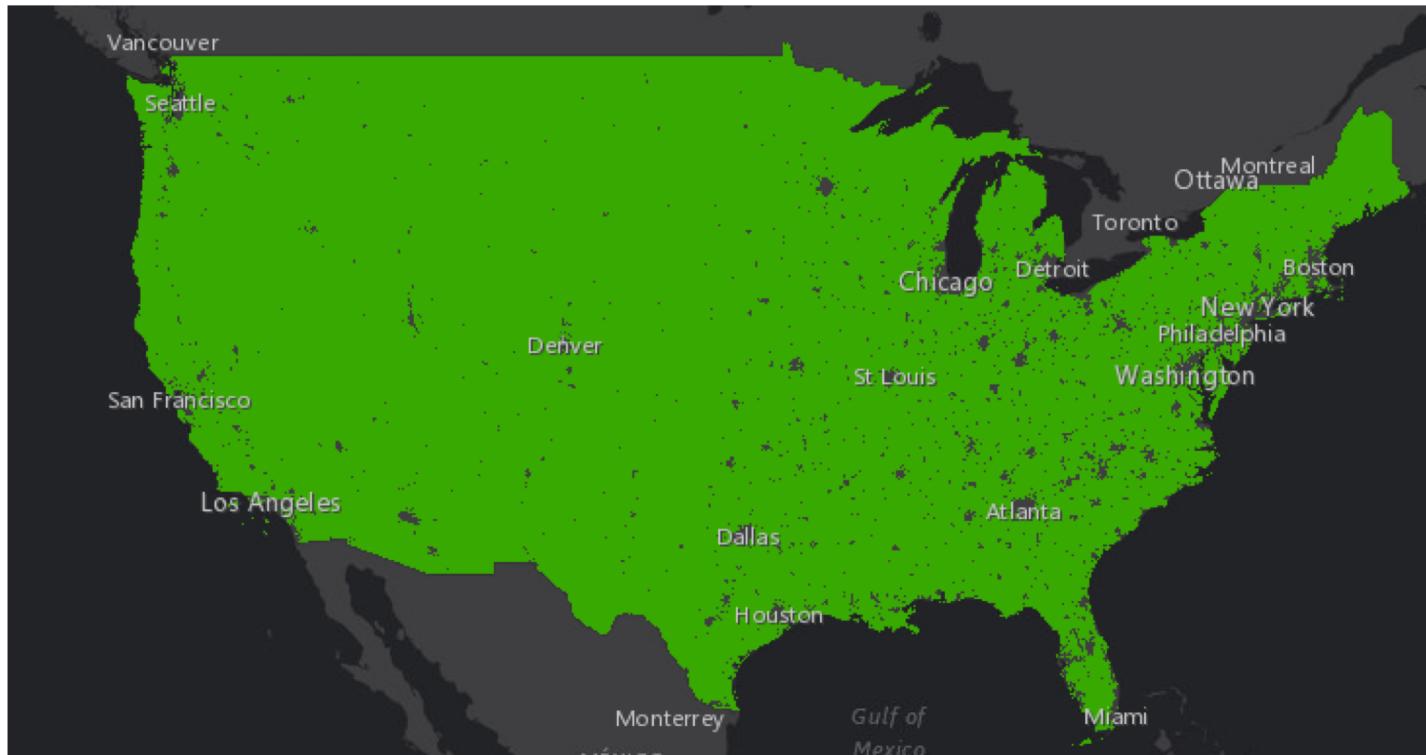 Vancouver
Seattle
Montreal
Ottawa
Toronto
Boston
Detroit
Chicago
New York
Philadelphia
Denver
St Louis
Washington
San Francisco
Los Angeles
Atlanta
Dallas
Houston
Monterrey
Gulf of
Mexico
Miami